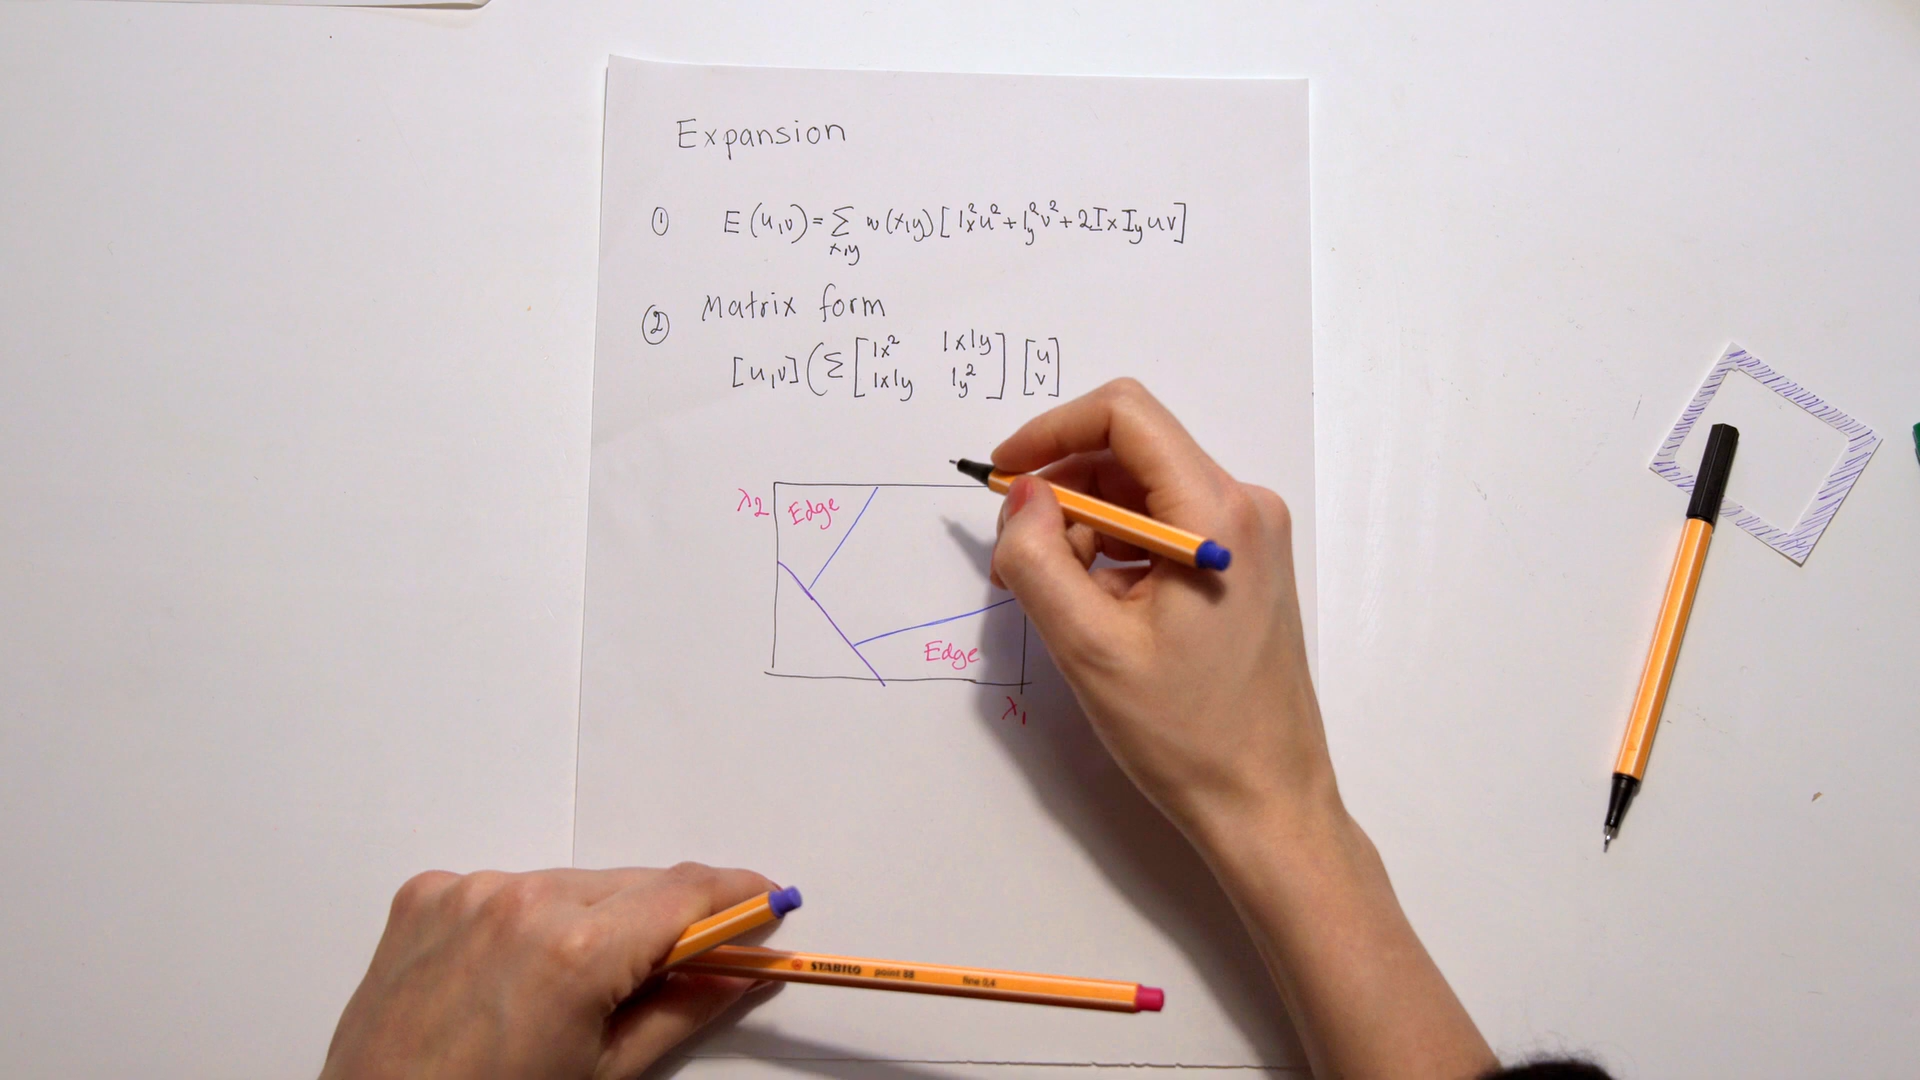 Expansion
① E(u,v)=∑ w(x,y)[Ix²u²+Iy²v²+2IxIyuv]
x,y
② Matrix form
[u,v](Σ[Ix² IxIy
IxIy Iy²][u
v]
λ2 Edge
Edge
λ1
STABILO point 88 fine 0.4